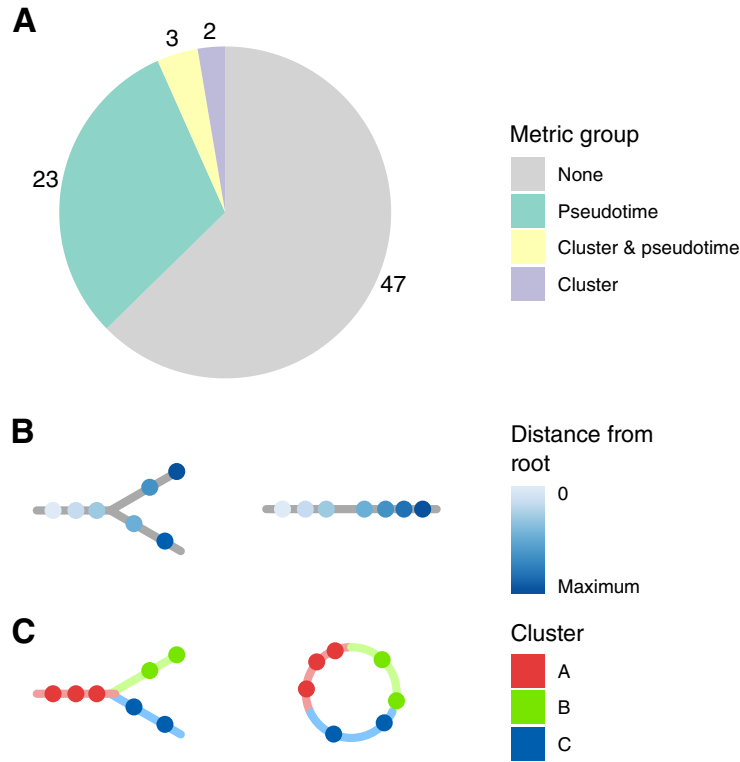 A
3
2
23
47
Metric group
None
Pseudotime
Cluster & pseudotime
Cluster
B
Distance from
root
0
Maximum
C
Cluster
A
B
C